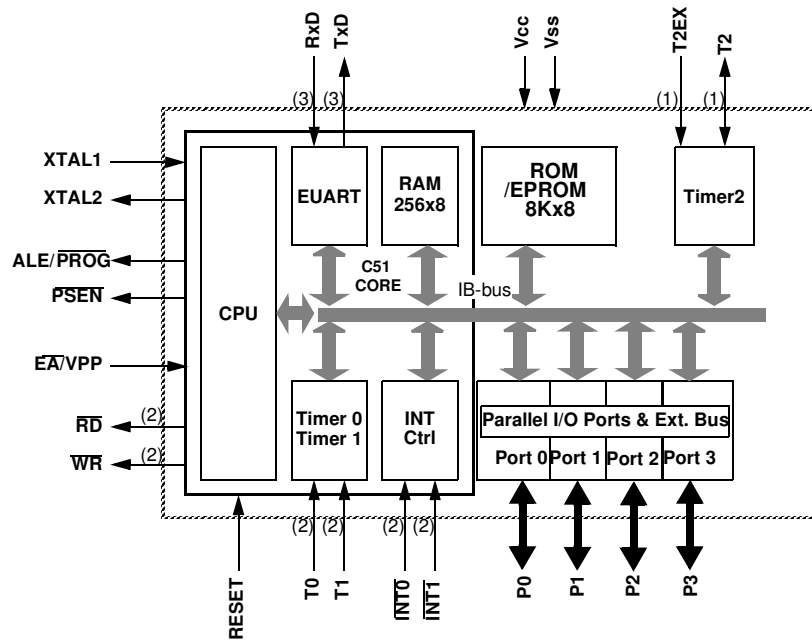 RxD
TxD
Vcc
Vss
T2EX
T2
(3) (3)
(1) (1)
XTAL1
XTAL2
ALE/PROG
PSEN
EA/VPP
RD
(2)
WR
(2)
CPU
EUART
RAM
256x8
ROM
/EPROM
8Kx8
Timer2
C51
CORE
IB-bus
Timer 0
Timer 1
INT
Ctrl
Parallel I/O Ports & Ext. Bus
Port 0
Port 1
Port 2
Port 3
(2) (2)
(2) (2)
RESET
T0
T1
INT0
INT1
P0
P1
P2
P3